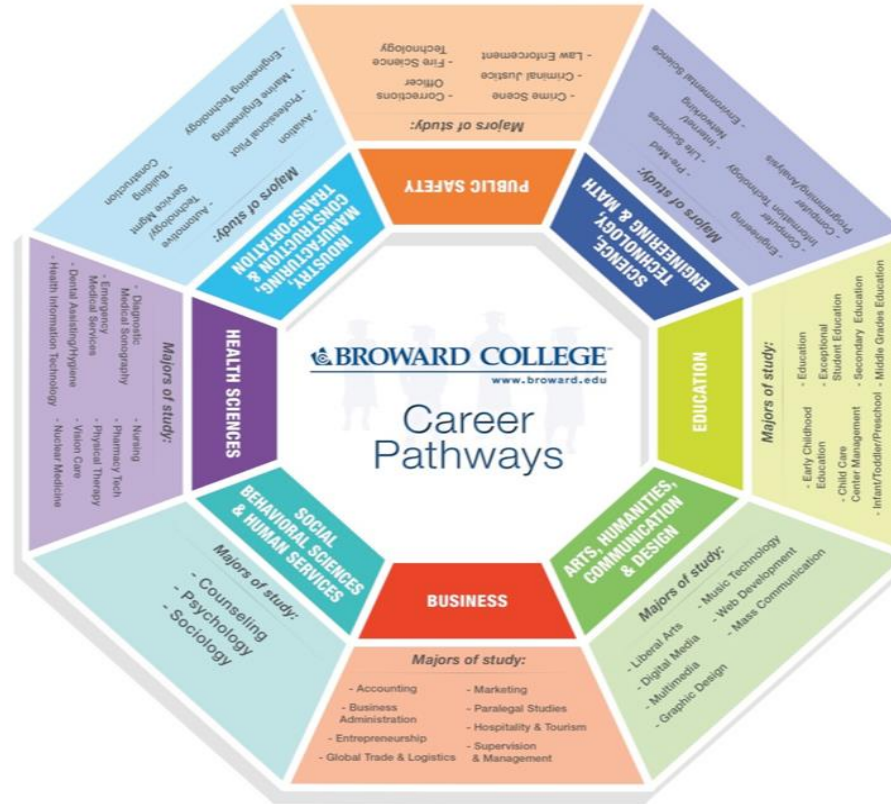 BROWARD COLLEGE
www.broward.edu
Career
Pathways
PUBLIC SAFETY
Majors of study:
- Crime Scene
- Criminal Justice
- Law Enforcement
- Corrections
Officer
- Fire Science
Technology
SCIENCE,
TECHNOLOGY,
ENGINEERING & MATH
Majors of study:
- Engineering
- Computer
Information Technology
- Computer
Programming/Analysis
- Pre-Med
- Life Sciences
- Internet/
Networking
- Environmental Science
EDUCATION
Majors of study:
- Early Childhood
Education
- Child Care
Center Management
- Infant/Toddler/Preschool
- Education
- Exceptional
Student Education
- Secondary Education
- Middle Grades Education
ARTS, HUMANITIES,
COMMUNICATION
& DESIGN
Majors of study:
- Liberal Arts
- Digital Media
- Multimedia
- Graphic Design
- Music Technology
- Web Development
- Mass Communication
BUSINESS
Majors of study:
- Accounting
- Business
Administration
- Entrepreneurship
- Global Trade & Logistics
- Marketing
- Paralegal Studies
- Hospitality & Tourism
- Supervision
& Management
SOCIAL
BEHAVIORAL SCIENCES
& HUMAN SERVICES
Majors of study:
- Counseling
- Psychology
- Sociology
HEALTH SCIENCES
Majors of study:
- Diagnostic
Medical Sonography
- Emergency
Medical Services
- Dental Assisting/Hygiene
- Health Information Technology
- Nursing
- Pharmacy Tech
- Physical Therapy
- Vision Care
- Nuclear Medicine
INDUSTRY,
MANUFACTURING,
CONSTRUCTION &
TRANSPORTATION
Majors of study:
- Automotive
Technology/
Service Mgmt
- Building
Construction
- Aviation
- Professional Pilot
- Marine Engineering
- Engineering Technology